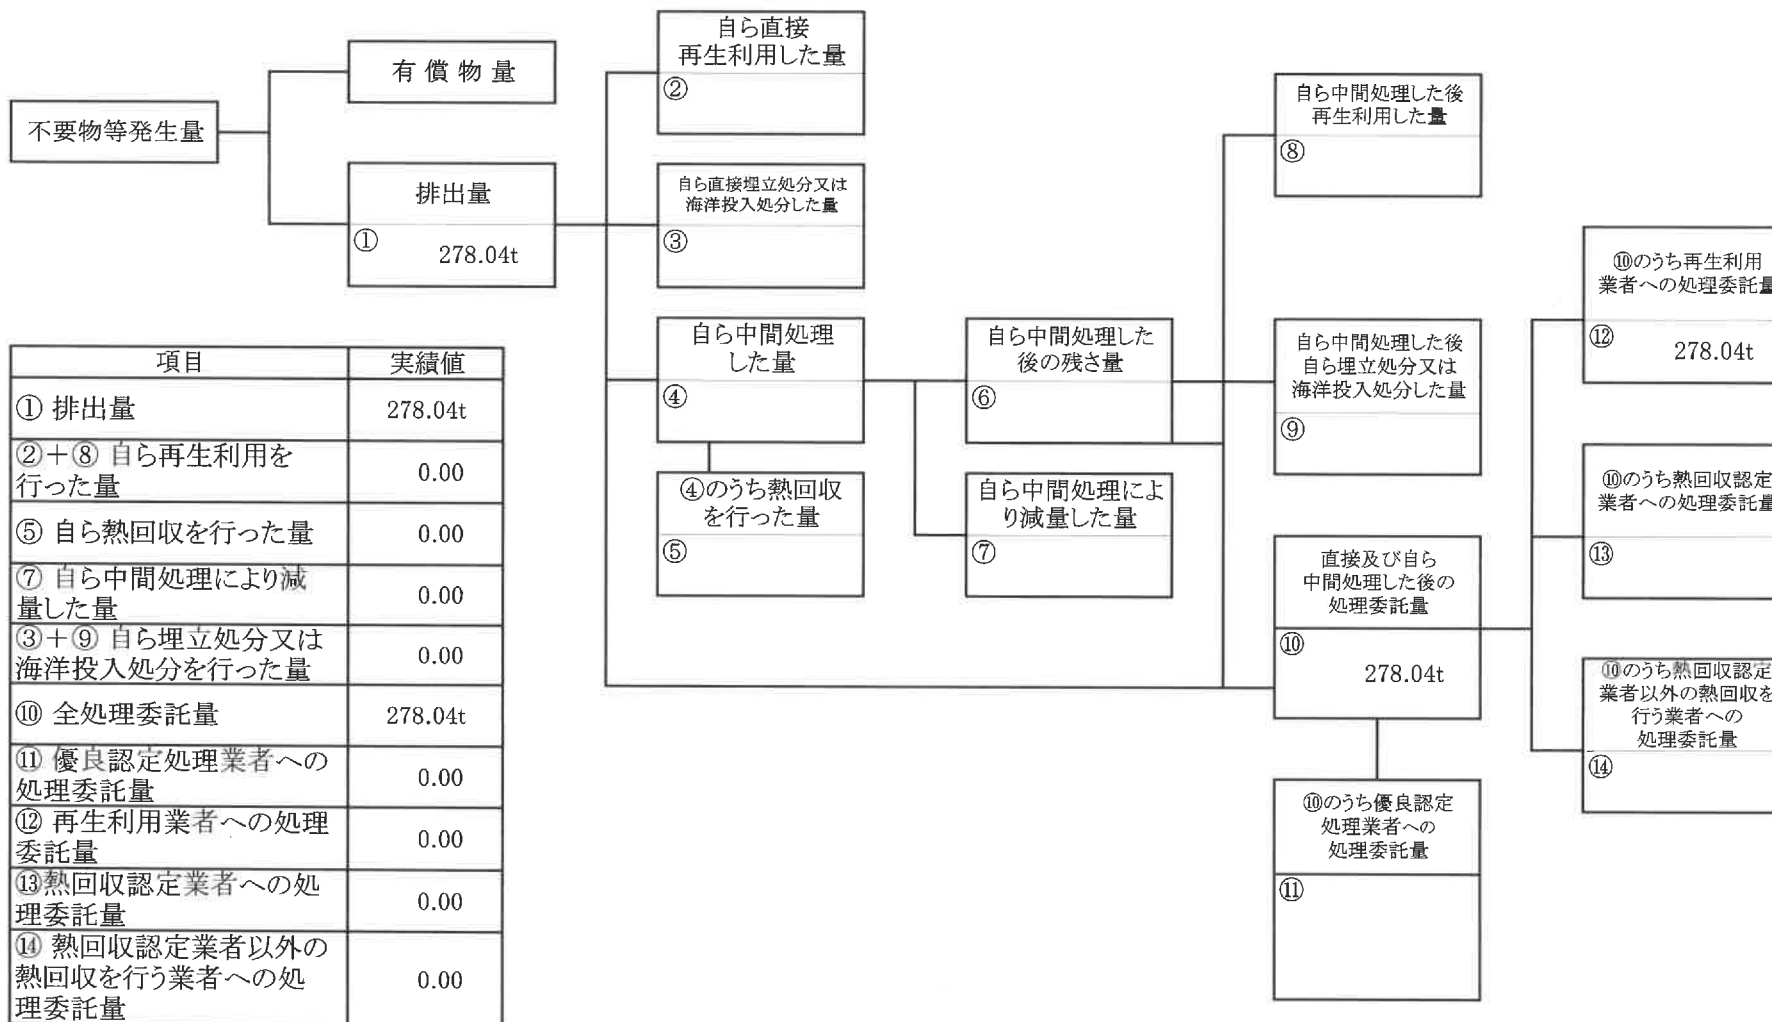 不要物等発生量
有償物量
排出量
①
278.04t
自ら直接
再生利用した量
②
自ら直接埋立処分又は
海洋投入処分した量
③
自ら中間処理
した量
④
④のうち熱回収
を行った量
⑤
自ら中間処理した
後の残さ量
⑥
自ら中間処理によ
り減量した量
⑦
自ら中間処理した後
再生利用した量
⑧
自ら中間処理した後
自ら埋立処分又は
海洋投入処分した量
⑨
直接及び自ら
中間処理した後の
処理委託量
⑩
278.04t
⑩のうち優良認定
処理業者への
処理委託量
⑪
⑩のうち再生利用
業者への処理委託量
⑫
278.04t
⑩のうち熱回収認定
業者への処理委託量
⑬
⑩のうち熱回収認定
業者以外の熱回収を
行う業者への
処理委託量
⑭
項目 実績値
① 排出量 278.04t
②+⑧ 自ら再生利用を
行った量 0.00
⑤ 自ら熱回収を行った量 0.00
⑦ 自ら中間処理により減
量した量 0.00
③+⑨ 自ら埋立処分又は
海洋投入処分を行った量 0.00
⑩ 全処理委託量 278.04t
⑪ 優良認定処理業者への
処理委託量 0.00
⑫ 再生利用業者への処理
委託量 0.00
⑬熱回収認定業者への処
理委託量 0.00
⑭ 熱回収認定業者以外の
熱回収を行う業者への処
理委託量 0.00